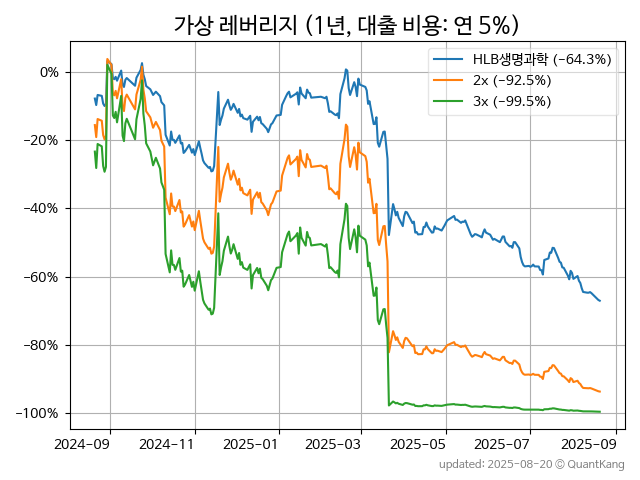 가상 레버리지 (1년, 대출 비용: 연 5%)
HLB생명과학 (−64.3%)
2x (−92.5%)
3x (−99.5%)
0%
−20%
−40%
−60%
−80%
−100%
2024-09 2024-11 2025-01 2025-03 2025-05 2025-07 2025-09
updated: 2025-08-20 © QuantKang